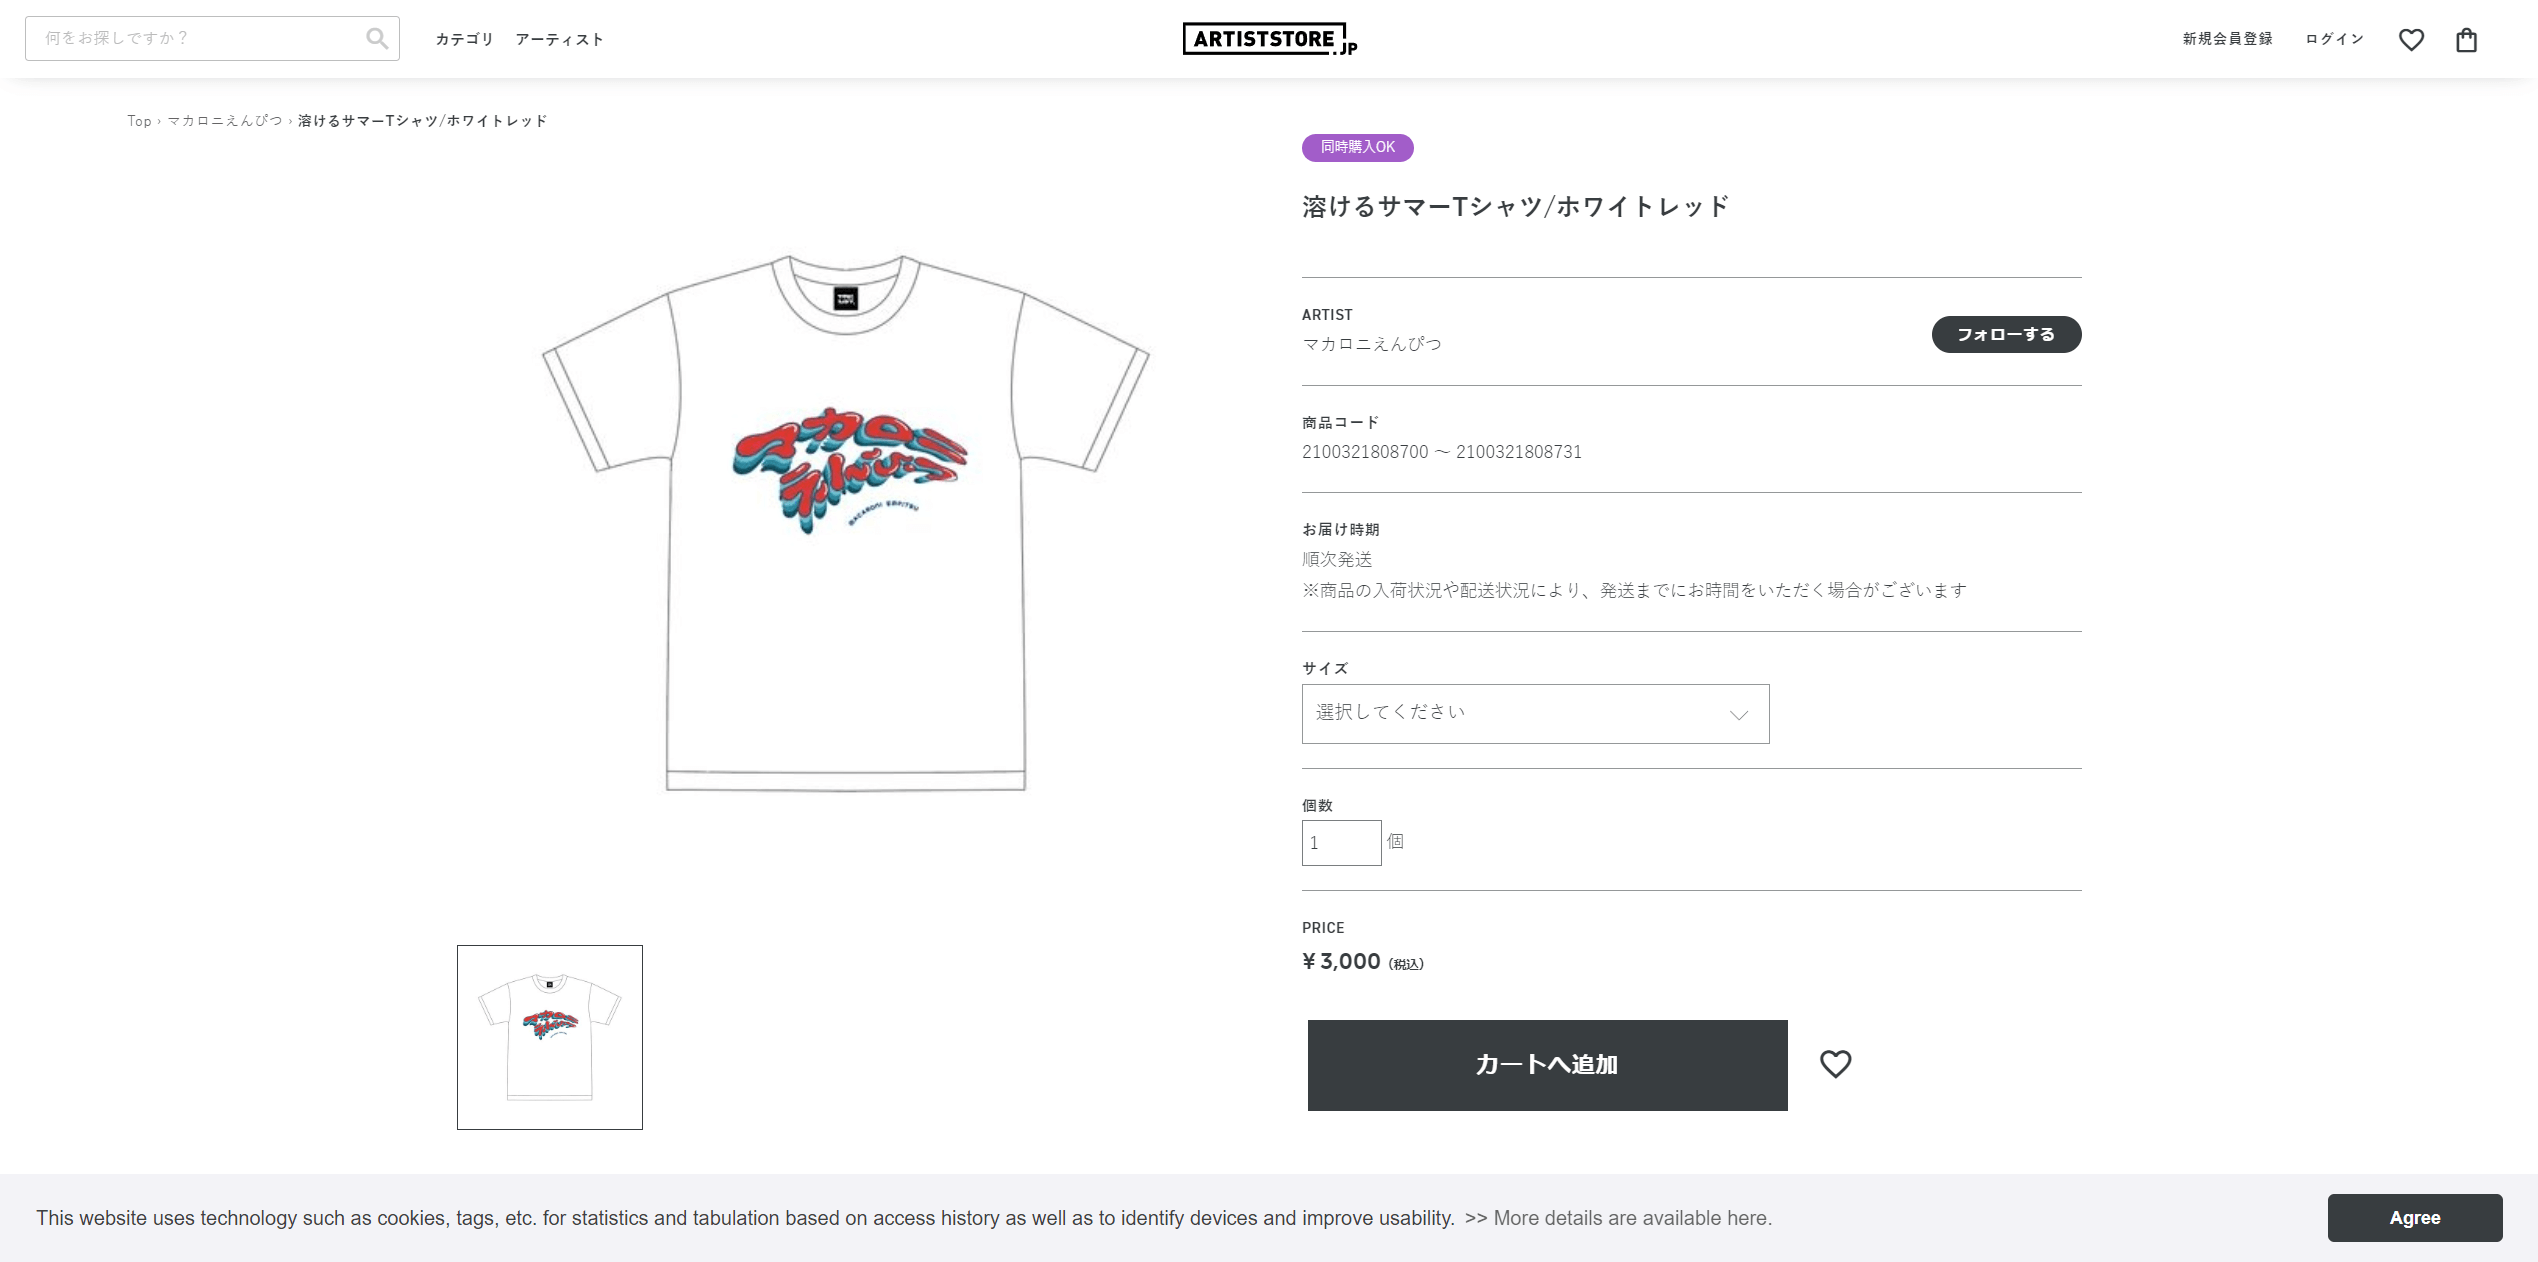 何をお探しですか？
カテゴリ アーティスト
ARTISTSTORE.JP
新規会員登録 ログイン
Top › マカロニえんぴつ › 溶けるサマーTシャツ/ホワイトレッド
同時購入OK
溶けるサマーTシャツ/ホワイトレッド
マカロニ
えんぴつ
MACARONI ENPITSU
ARTIST
マカロニえんぴつ
フォローする
商品コード
2100321808700 ～ 2100321808731
お届け時期
順次発送
※商品の入荷状況や配送状況により、発送までにお時間をいただく場合がございます
サイズ
選択してください
個数
1 個
PRICE
¥ 3,000 (税込)
カートへ追加
This website uses technology such as cookies, tags, etc. for statistics and tabulation based on access history as well as to identify devices and improve usability. >> More details are available here.
Agree